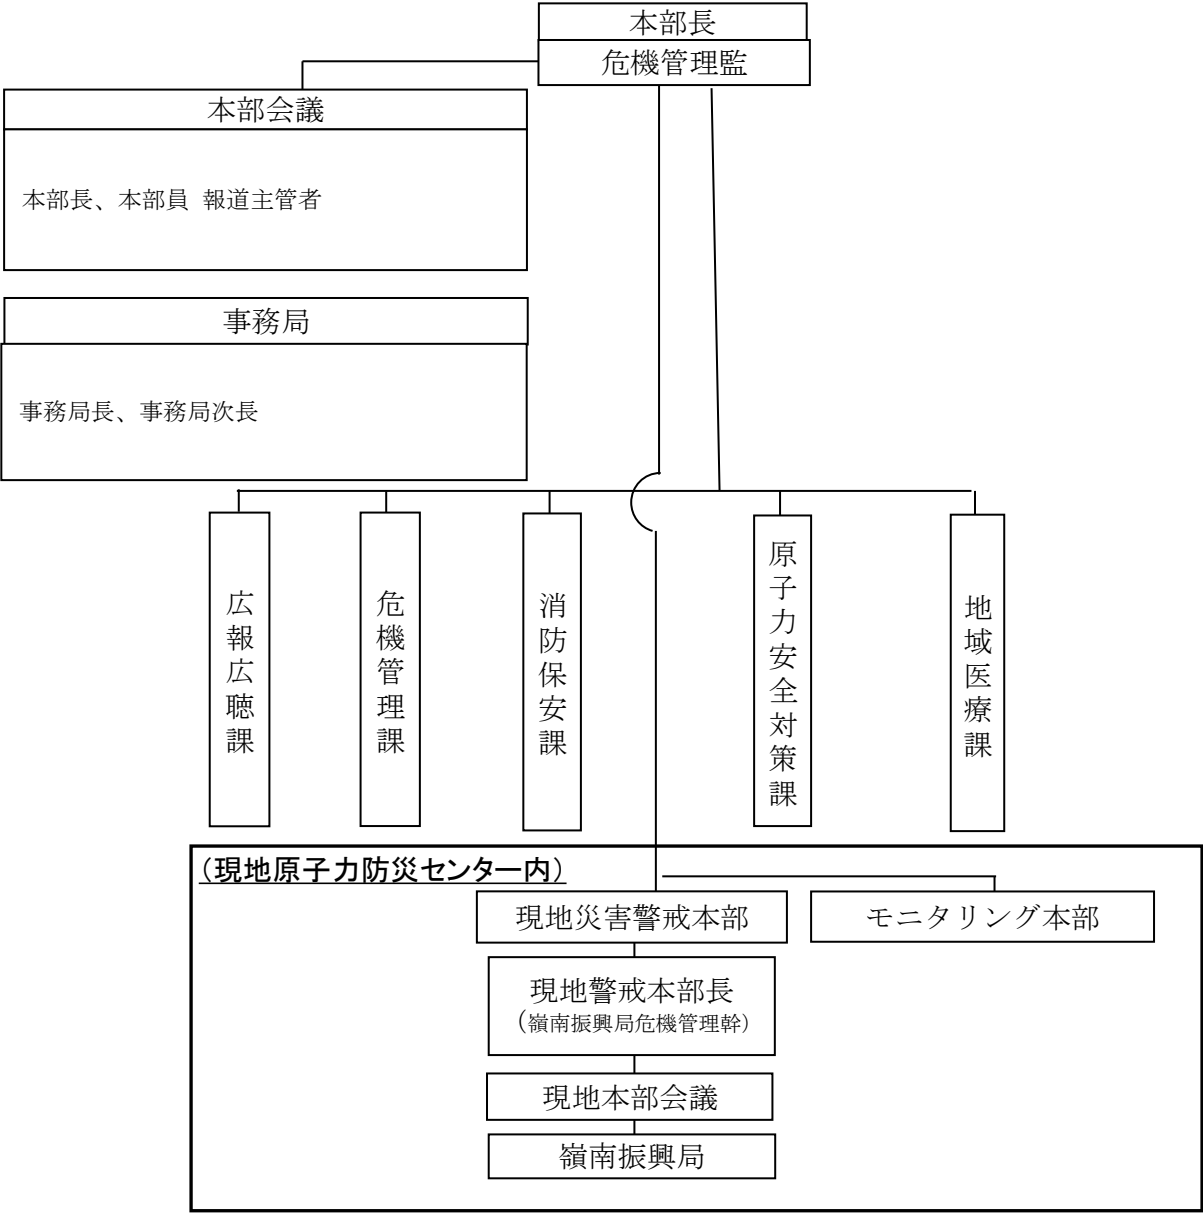 本部長
危機管理監
本部会議
本部長、本部員 報道主管者
事務局
事務局長、事務局次長
広報広聴課
危機管理課
消防保安課
原子力安全対策課
地域医療課
(現地原子力防災センター内)
現地災害警戒本部
モニタリング本部
現地警戒本部長
(嶺南振興局危機管理幹)
現地本部会議
嶺南振興局